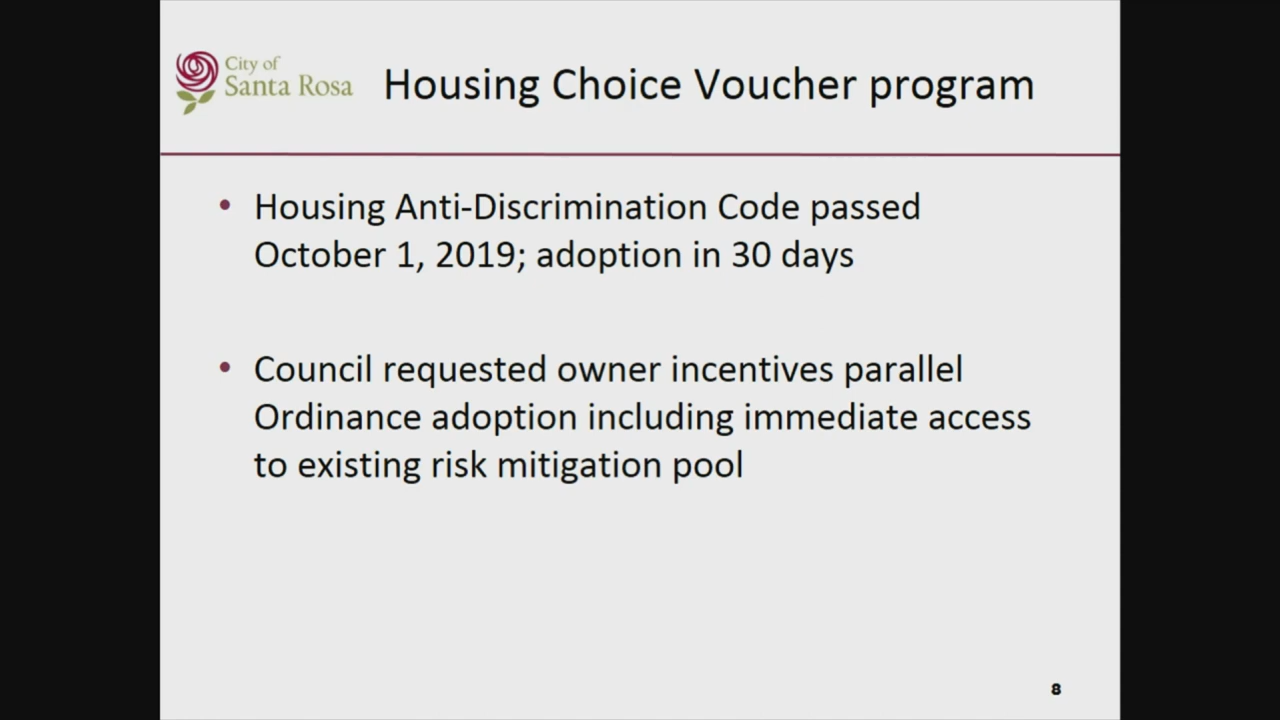 City of
Santa Rosa
Housing Choice Voucher program
• Housing Anti-Discrimination Code passed
October 1, 2019; adoption in 30 days
• Council requested owner incentives parallel
Ordinance adoption including immediate access
to existing risk mitigation pool
8